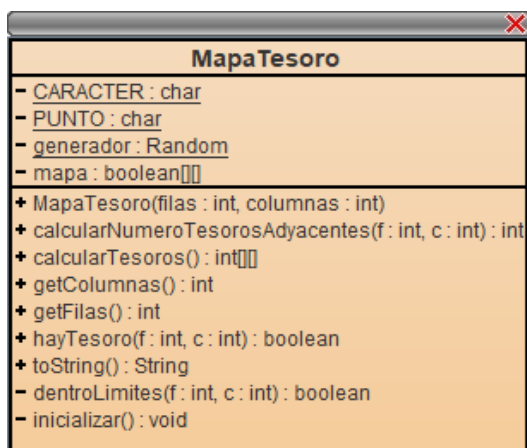 MapaTesoro
- CARACTER : char
- PUNTO : char
- generador : Random
- mapa : boolean[][]
+ MapaTesoro(filas : int, columnas : int)
+ calcularNumeroTesorosAdyacentes(f : int, c : int) : int
+ calcularTesoros() : int[][]
+ getColumnas() : int
+ getFilas() : int
+ hayTesoro(f : int, c : int) : boolean
+ toString() : String
- dentroLimites(f : int, c : int) : boolean
- inicializar() : void